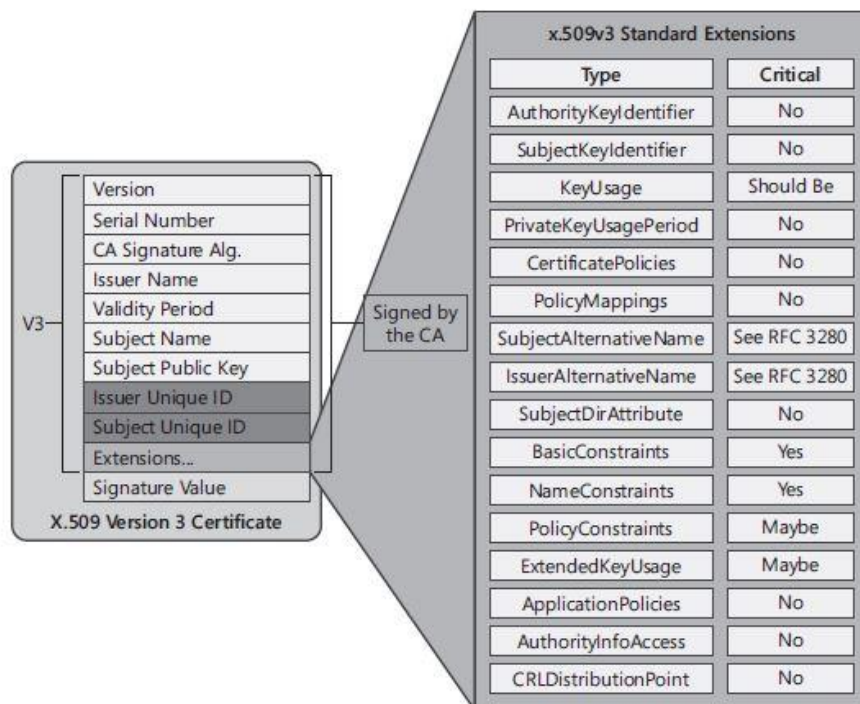 V3
Version
Serial Number
CA Signature Alg.
Issuer Name
Validity Period
Subject Name
Subject Public Key
Issuer Unique ID
Subject Unique ID
Extensions...
Signature Value
X.509 Version 3 Certificate
Signed by
the CA
x.509v3 Standard Extensions
Type Critical
AuthorityKeyIdentifier No
SubjectKeyIdentifier No
KeyUsage Should Be
PrivateKeyUsagePeriod No
CertificatePolicies No
PolicyMappings No
SubjectAlternativeName See RFC 3280
IssuerAlternativeName See RFC 3280
SubjectDirAttribute No
BasicConstraints Yes
NameConstraints Yes
PolicyConstraints Maybe
ExtendedKeyUsage Maybe
ApplicationPolicies No
AuthorityInfoAccess No
CRLDistributionPoint No